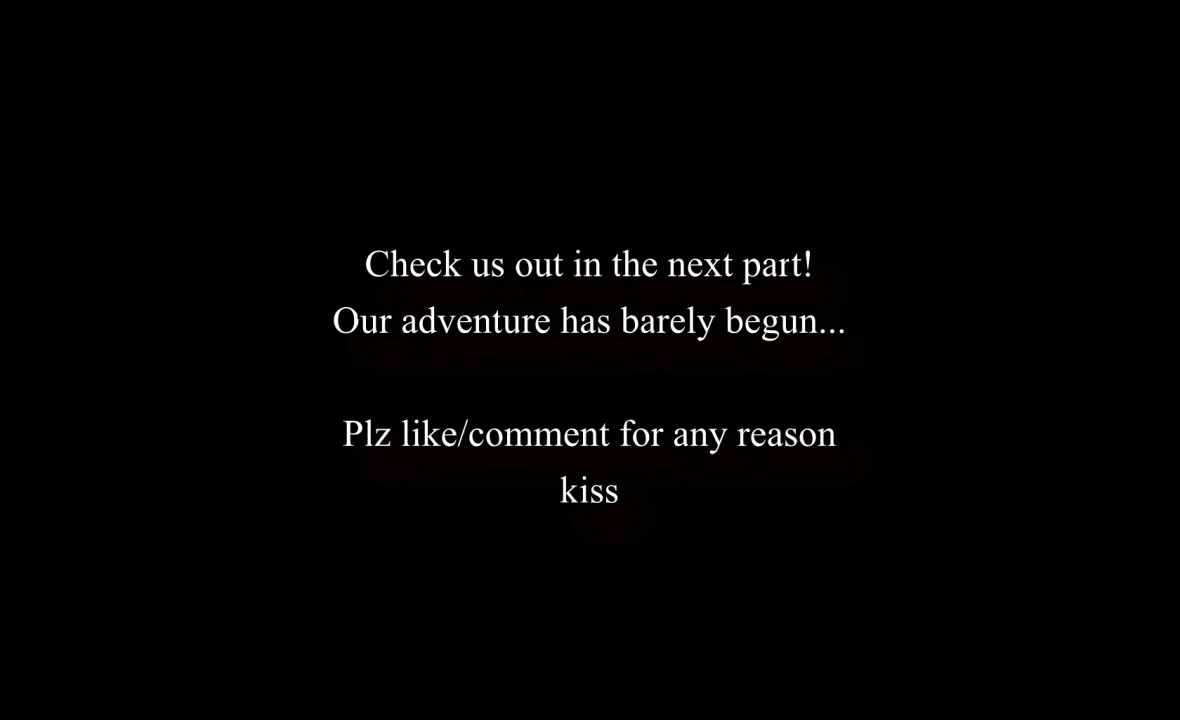 Check us out in the next part!
Our adventure has barely begun...
Plz like/comment for any reason
kiss